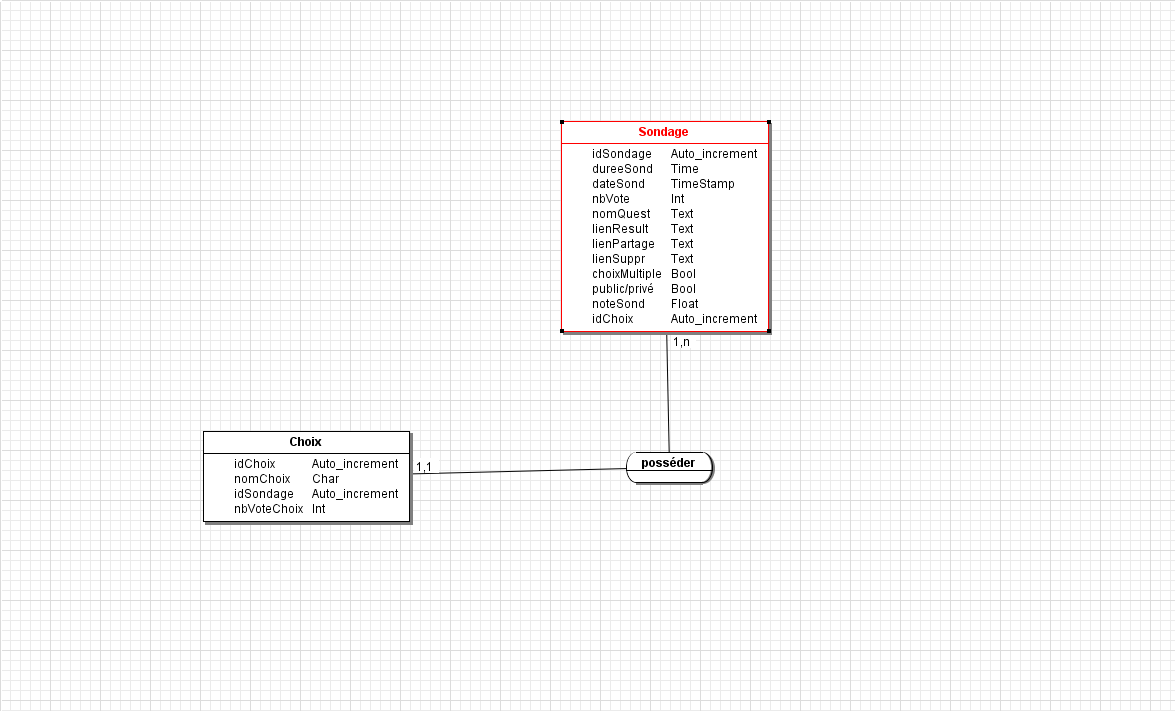 Sondage
idSondage Auto_increment
dureeSond Time
dateSond TimeStamp
nbVote Int
nomQuest Text
lienResult Text
lienPartage Text
lienSuppr Text
choixMultiple Bool
public/privé Bool
noteSond Float
idChoix Auto_increment
1,n
Choix
idChoix Auto_increment
nomChoix Char
idSondage Auto_increment
nbVoteChoix Int
1,1
posséder